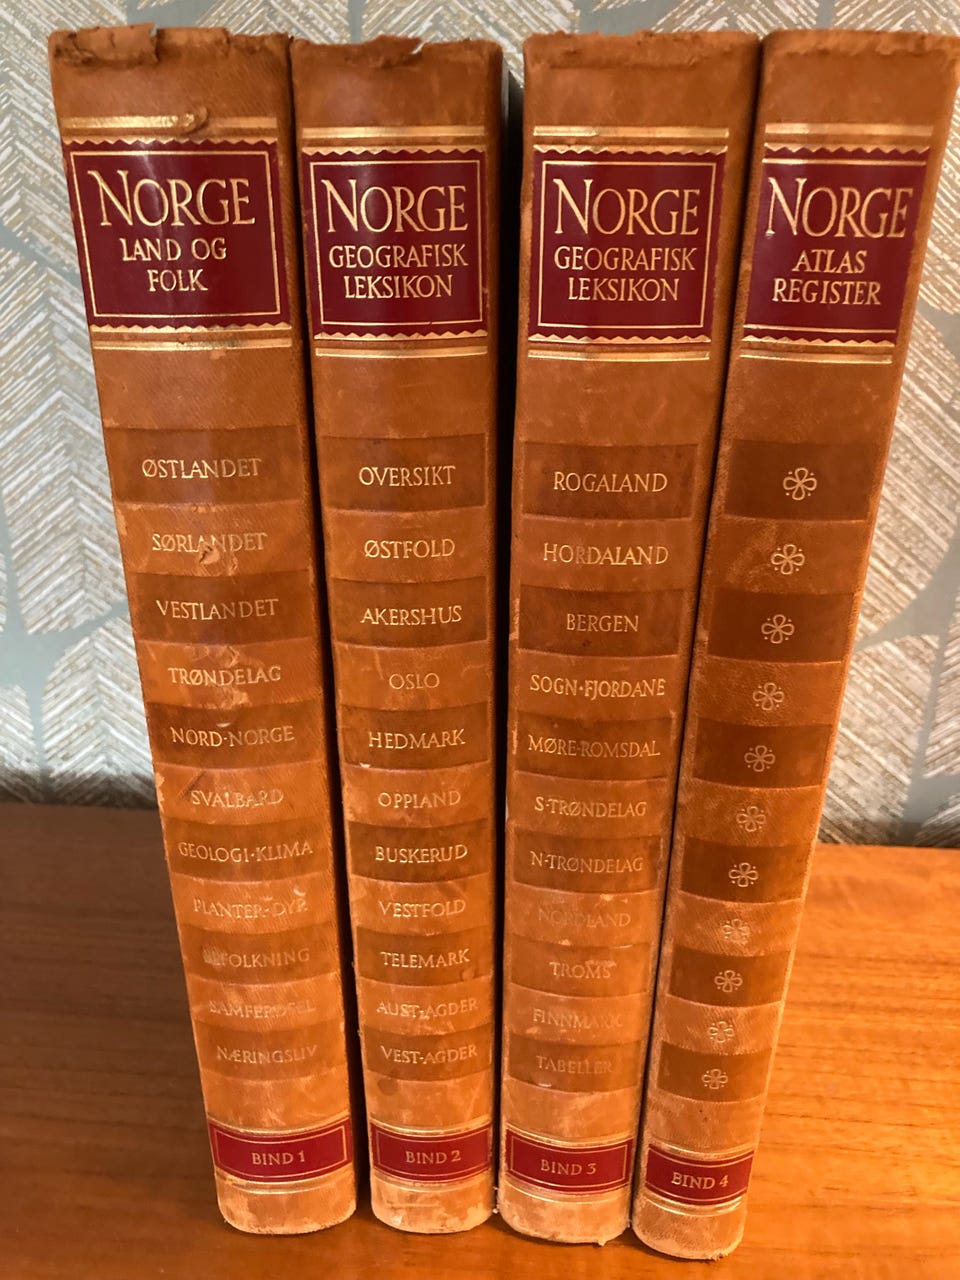 NORGE
LAND OG
FOLK
ØSTLANDET
SØRLANDET
VESTLANDET
TRØNDELAG
NORD-NORGE
SVALBARD
GEOLOGI·KLIMA
PLANTER·DYR
BEFOLKNING
SAMFERDSEL
NÆRINGSLIV
BIND 1
NORGE
GEOGRAFISK
LEKSIKON
OVERSIKT
ØSTFOLD
AKERSHUS
OSLO
HEDMARK
OPPLAND
BUSKERUD
VESTFOLD
TELEMARK
AUST-AGDER
VEST-AGDER
BIND 2
NORGE
GEOGRAFISK
LEKSIKON
ROGALAND
HORDALAND
BERGEN
SOGN·FJORDANE
MØRE·ROMSDAL
S·TRØNDELAG
N·TRØNDELAG
NORDLAND
TROMS
FINNMARK
TABELLER
BIND 3
NORGE
ATLAS
REGISTER
BIND 4